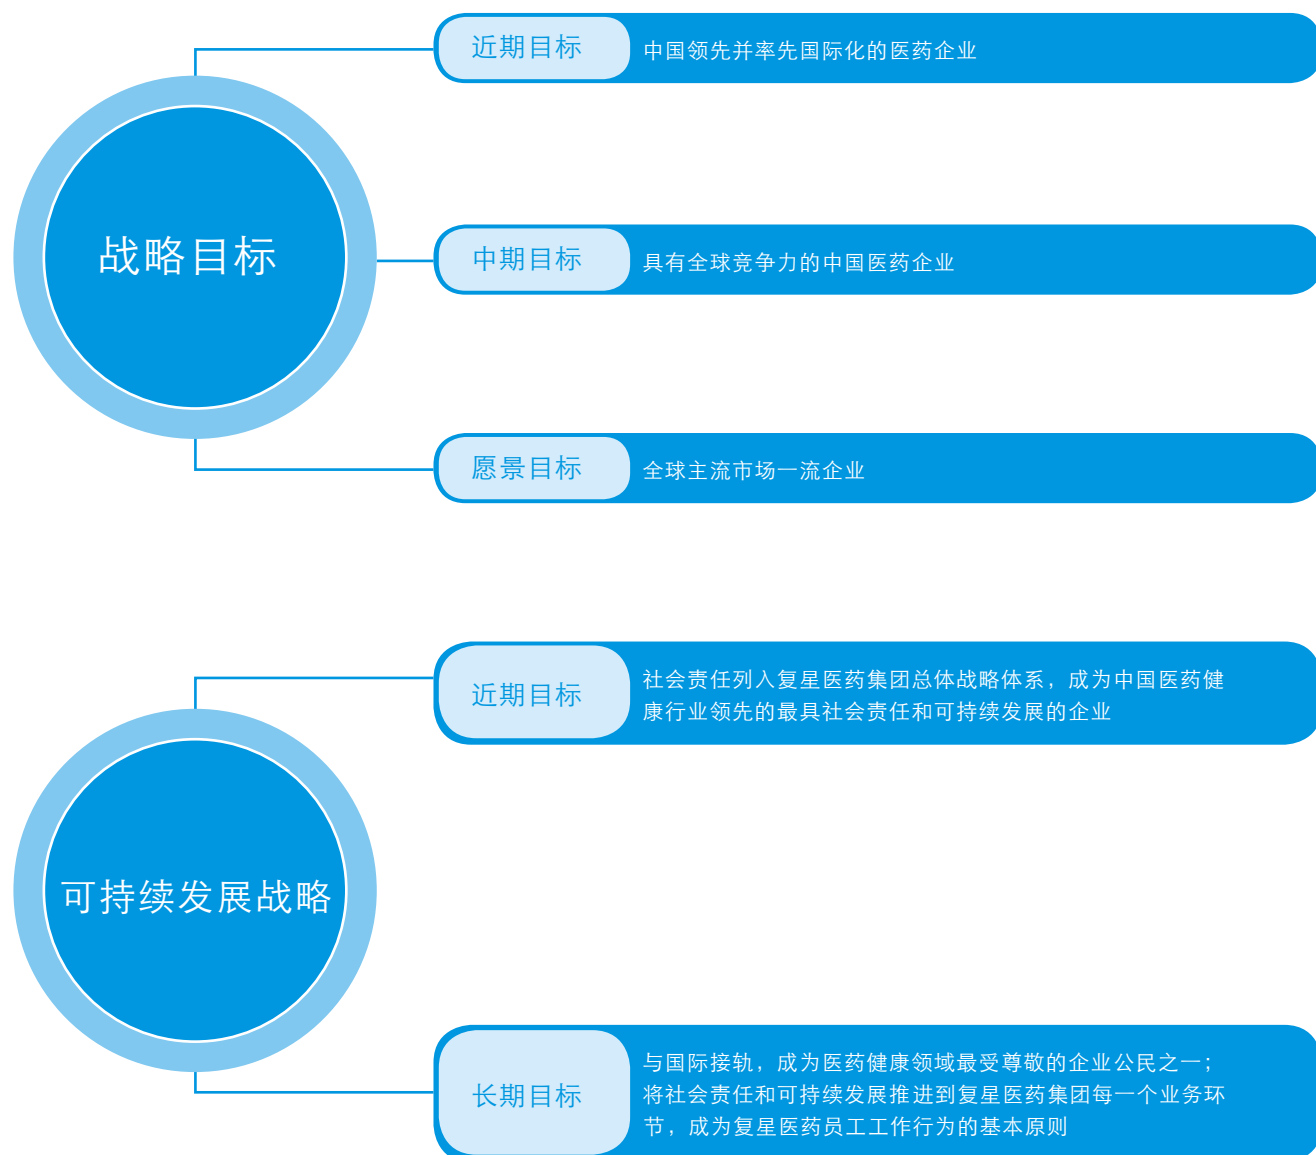 战略目标
近期目标
中国领先并率先国际化的医药企业
中期目标
具有全球竞争力的中国医药企业
愿景目标
全球主流市场一流企业
可持续发展战略
近期目标
社会责任列入复星医药集团总体战略体系，成为中国医药健
康行业领先的最具社会责任和可持续发展的企业
长期目标
与国际接轨，成为医药健康领域最受尊敬的企业公民之一；
将社会责任和可持续发展推进到复星医药集团每一个业务环
节，成为复星医药员工工作行为的基本原则